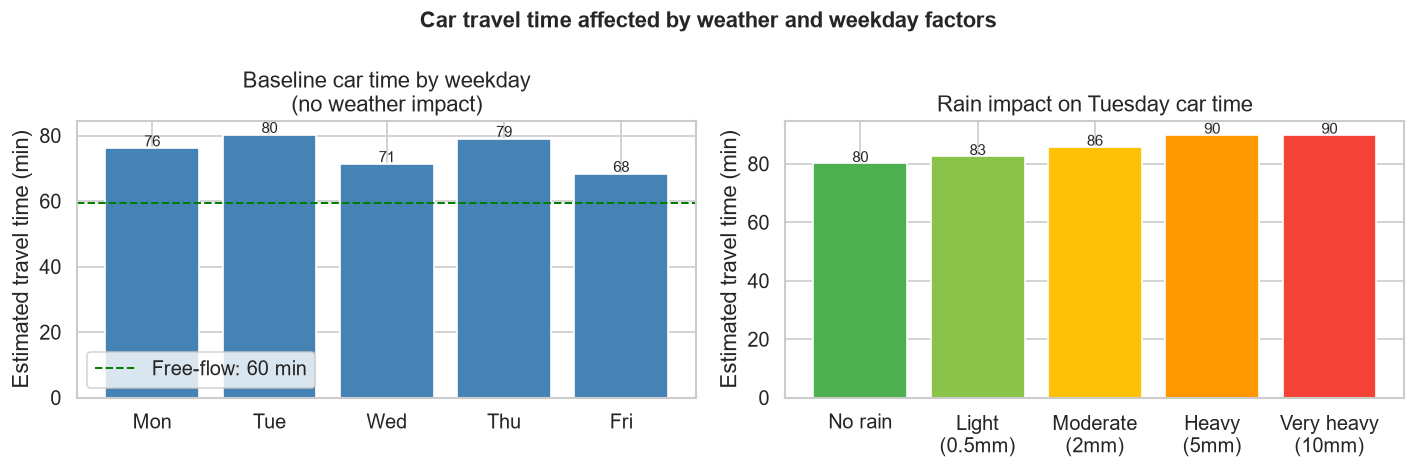 Car travel time affected by weather and weekday factors
Baseline car time by weekday
(no weather impact)
Estimated travel time (min)
80
60
40
20
0
76
80
71
79
68
Free-flow: 60 min
Mon
Tue
Wed
Thu
Fri
Rain impact on Tuesday car time
Estimated travel time (min)
80
60
40
20
0
80
83
86
90
90
No rain
Light
(0.5mm)
Moderate
(2mm)
Heavy
(5mm)
Very heavy
(10mm)